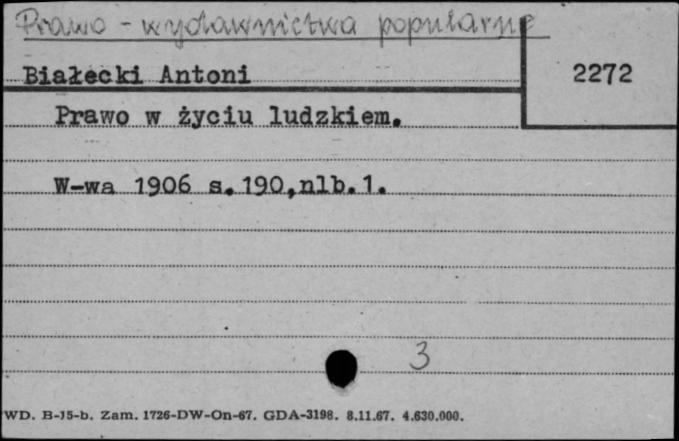 Prawo - wydawnictwa popularne
Białecki Antoni
2272
Prawo w życiu ludzkiem.
W-wa 1906 s.190,nlb.1.
3
WD. B-15-b. Zam. 1726-DW-On-67. GDA-3198. 8.11.67. 4.630.000.